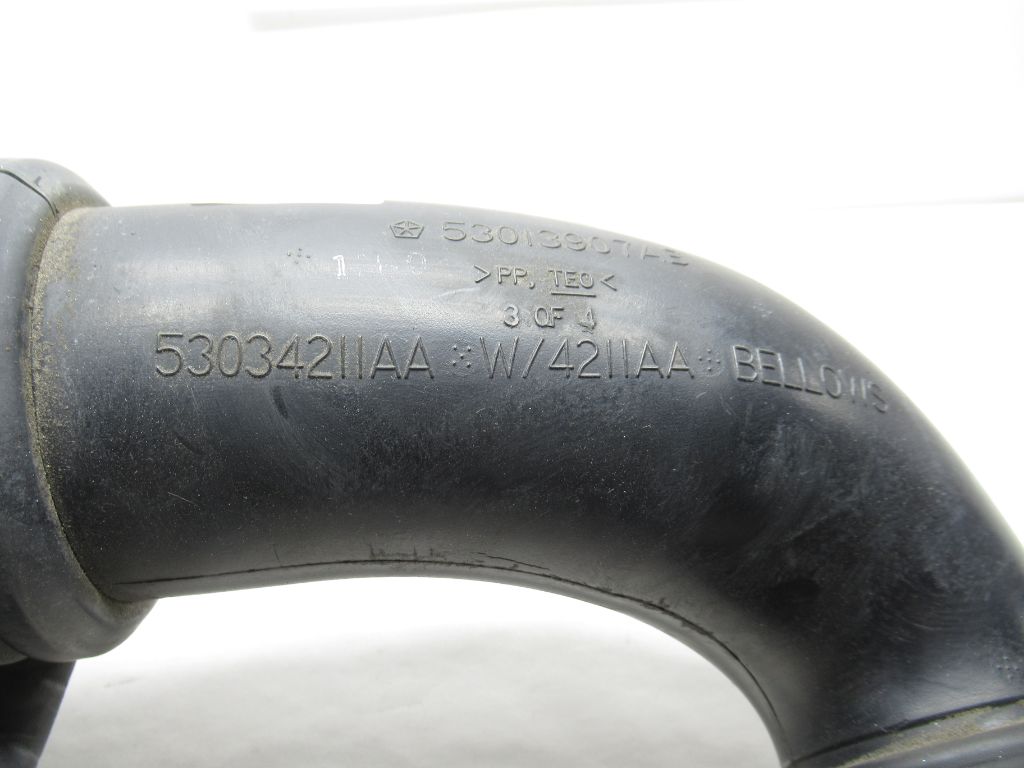 53013907AB
>PP, TEO<
3 OF 4
53034211AA W/4211AA BELLOWS